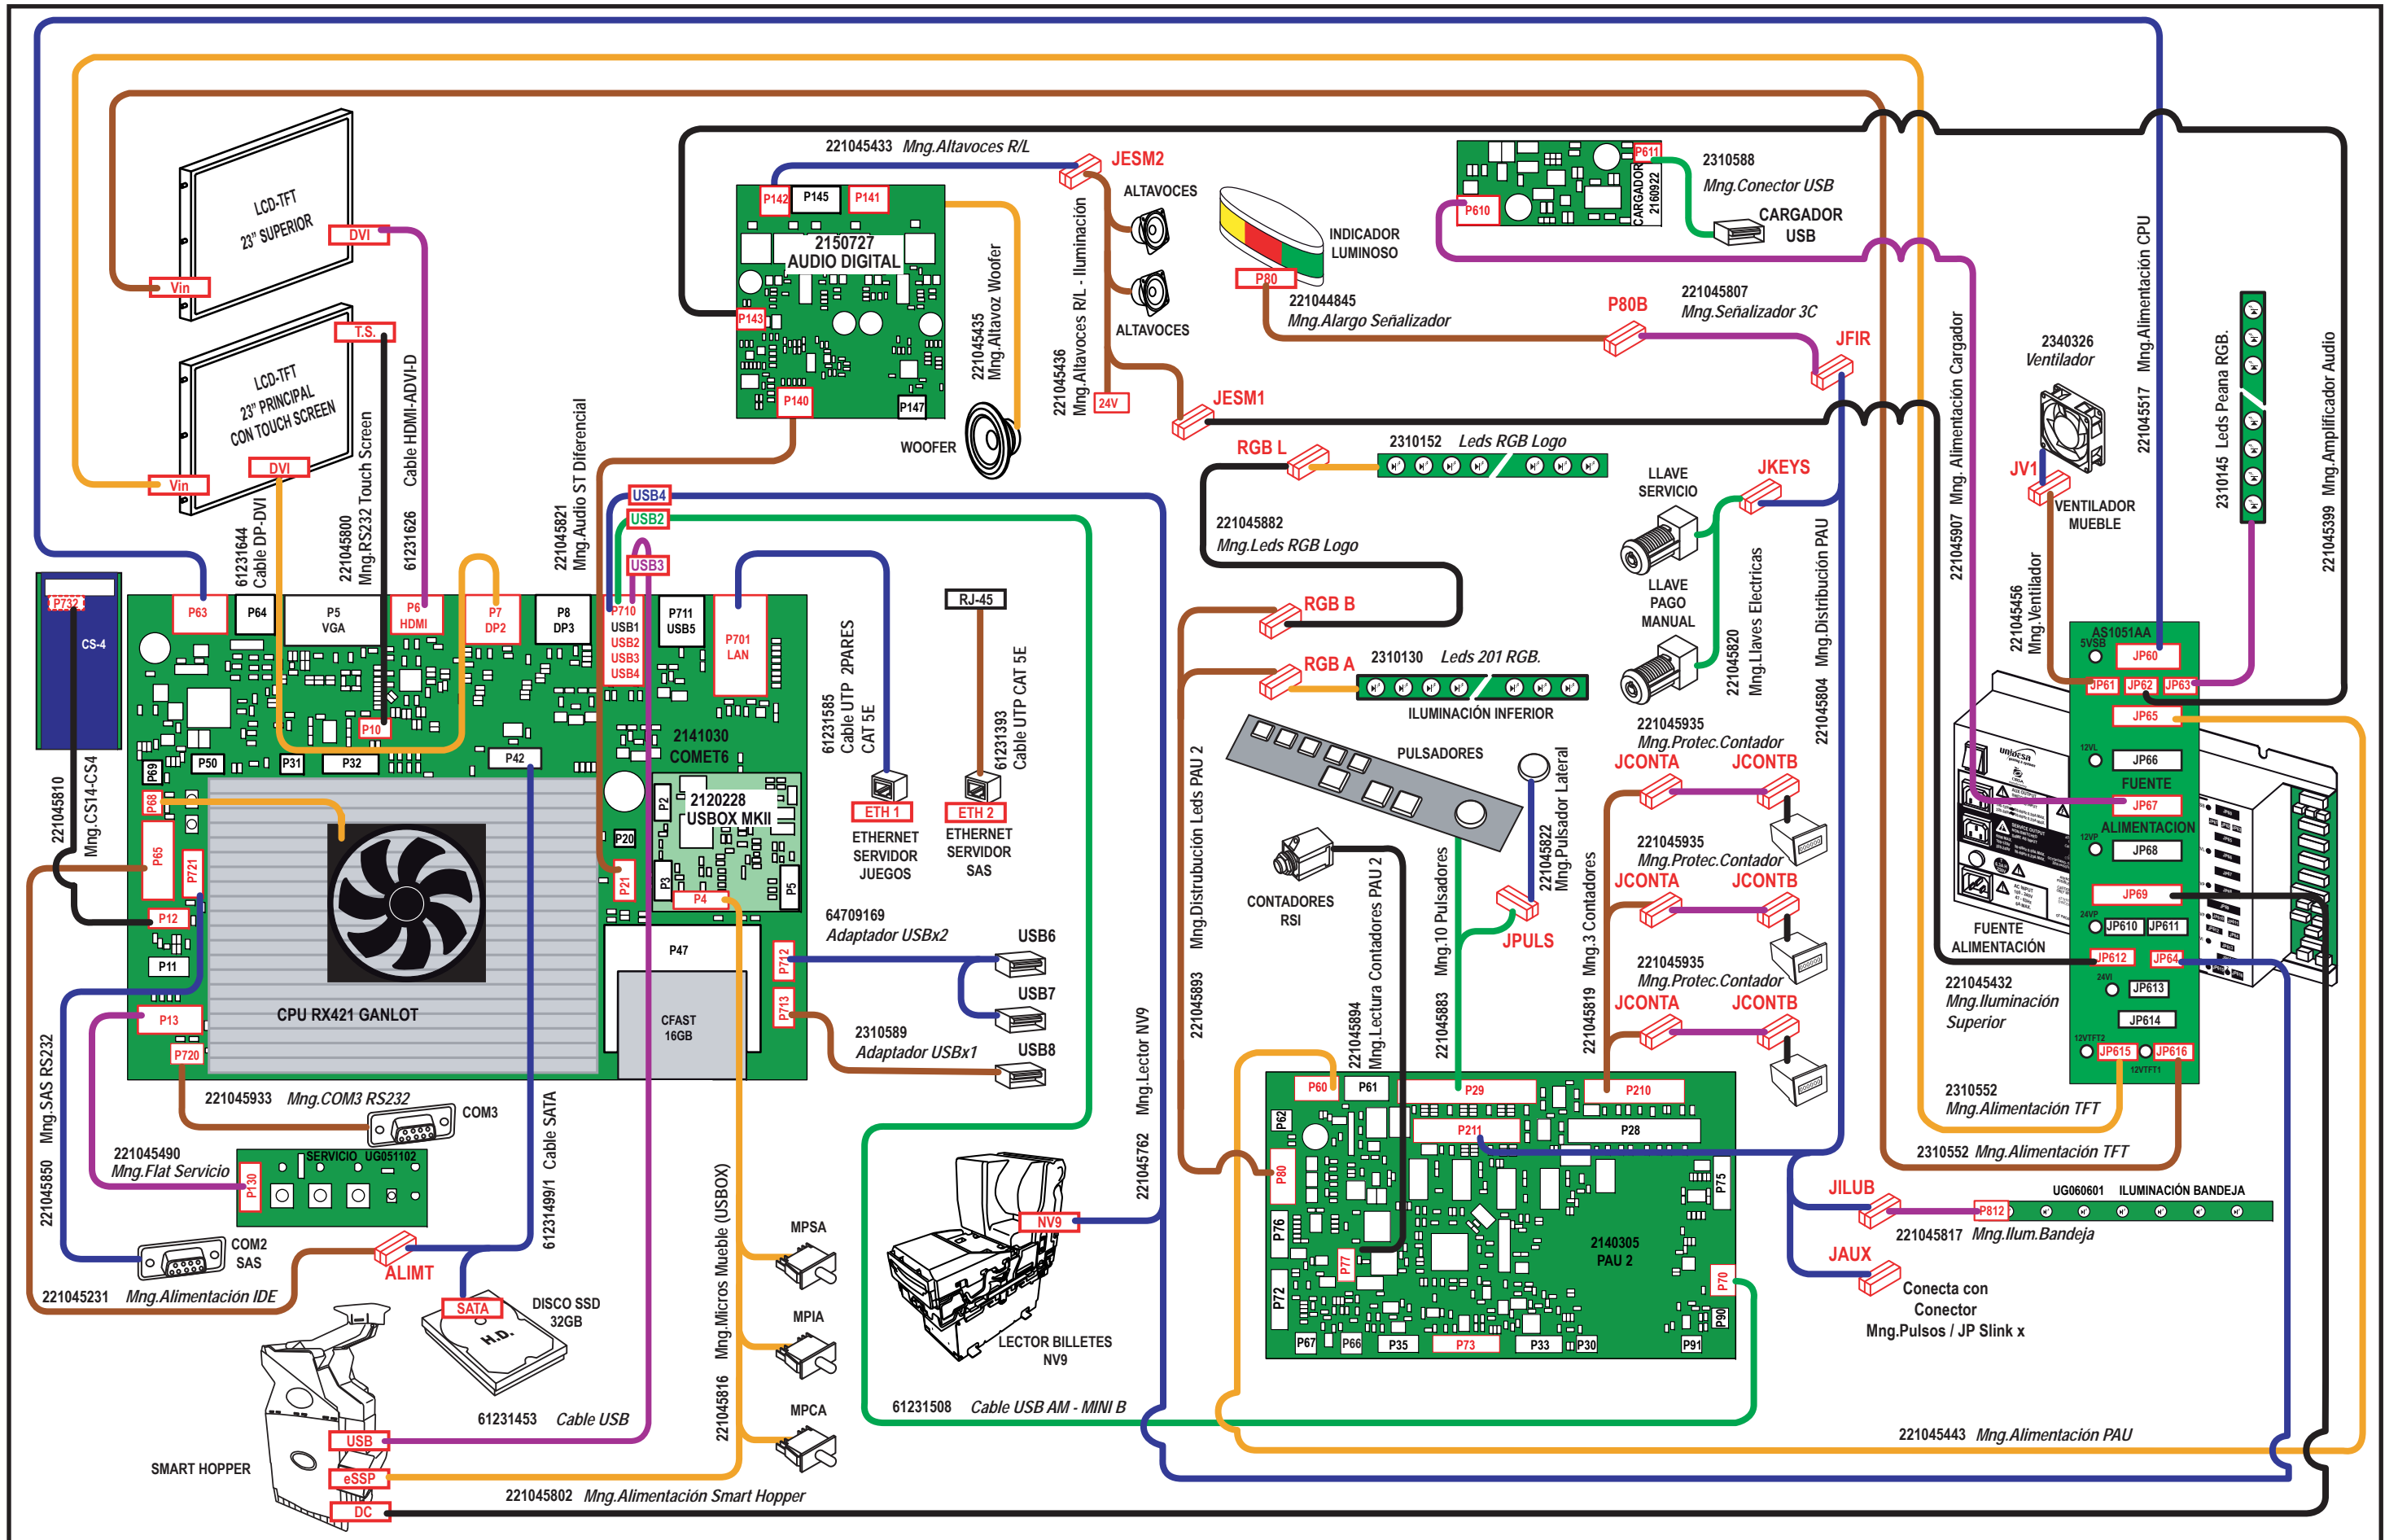 221045433 Mng.Altavoces R/L
JESM2
ALTAVOCES
ALTAVOCES
LCD-TFT
23" SUPERIOR
DVI
Vin
T.S.
LCD-TFT
23" PRINCIPAL
CON TOUCH SCREEN
DVI
Vin
P142
P145
P141
2150727
AUDIO DIGITAL
P143
P140
P147
221045435
Mng.Altavoz Woofer
WOOFER
221045436
Mng.Altavoces R/L - Iluminación
24V
JESM1
INDICADOR
LUMINOSO
P80
221044845
Mng.Alargo Señalizador
P80B
221045807
Mng.Señalizador 3C
JFIR
P611
P610
CARGADOR
2160922
2310588
Mng.Conector USB
CARGADOR
USB
221045907 Mng. Alimentación Cargador
2340326
Ventilador
JV1
VENTILADOR
MUEBLE
221045456
Mng.Ventilador
221045517 Mng.Alimentación CPU
2310145 Leds Peana RGB.
221045399 Mng.Amplificador Audio
61231644
Cable DP-DVI
221045800
Mng.RS232 Touch Screen
61231626 Cable HDMI-ADVI-D
221045821
Mng.Audio ST Diferencial
USB4
USB2
USB3
RGB L
2310152 Leds RGB Logo
221045882
Mng.Leds RGB Logo
RGB B
RGB A
2310130 Leds 201 RGB.
ILUMINACIÓN INFERIOR
LLAVE
SERVICIO
JKEYS
LLAVE
PAGO
MANUAL
221045820
Mng.Llaves Electricas
221045804 Mng.Distribución PAU
P732
CS-4
221045810
Mng.CS14-CS4
P63
P64
P5
VGA
P6
HDMI
P7
DP2
P8
DP3
P710
USB1
USB2
USB3
USB4
P711
USB5
P701
LAN
P10
P69
P50
P31
P32
P42
2141030
COMET6
P68
P65
P721
P12
P11
P13
P720
CPU RX421 GANLOT
2120228
USBOX MKII
P2
P20
P21
P3
P4
P5
P47
CFAST
16GB
P712
P713
61231585
Cable UTP 2PARES
CAT 5E
RJ-45
61231393
Cable UTP CAT 5E
ETH 1
ETHERNET
SERVIDOR
JUEGOS
ETH 2
ETHERNET
SERVIDOR
SAS
64709169
Adaptador USBx2
USB6
USB7
2310589
Adaptador USBx1
USB8
PULSADORES
CONTADORES
RSI
221045822
Mng.Pulsador Lateral
JPULS
221045893 Mng.Distrubución Leds PAU 2
221045894
Mng.Lectura Contadores PAU 2
221045883 Mng.10 Pulsadores
221045819 Mng.3 Contadores
221045935
Mng.Protec.Contador
JCONTA
JCONTB
221045935
Mng.Protec.Contador
JCONTA
JCONTB
221045935
Mng.Protec.Contador
JCONTA
JCONTB
AS1051AA
5VSB
JP60
JP61
JP62
JP63
JP65
12VL
JP66
FUENTE
JP67
ALIMENTACION
12VP
JP68
JP69
24VP
JP610
JP611
JP612
JP64
24VI
JP613
JP614
12VTFT2
JP615
JP616
12VTFT1
unidesa
FUENTE
ALIMENTACIÓN
221045432
Mng.Iluminación
Superior
2310552
Mng.Alimentación TFT
2310552 Mng.Alimentación TFT
221045850 Mng.SAS RS232
221045933 Mng.COM3 RS232
COM3
221045490
Mng.Flat Servicio
SERVICIO UG051102
P130
COM2
SAS
221045231 Mng.Alimentación IDE
ALIMT
61231499/1 Cable SATA
SATA
H.D.
DISCO SSD
32GB
SMART HOPPER
USB
eSSP
DC
61231453 Cable USB
221045802 Mng.Alimentación Smart Hopper
221045816 Mng.Micros Mueble (USBOX)
MPSA
MPIA
MPCA
NV9
LECTOR BILLETES
NV9
221045762 Mng.Lector NV9
61231508 Cable USB AM - MINI B
P60
P61
P29
P210
P62
P211
P28
P80
P75
P76
P77
2140305
PAU 2
P72
P70
P90
P67
P66
P35
P73
P33
P30
P91
JILUB
UG060601 ILUMINACIÓN BANDEJA
P812
221045817 Mng.Ilum.Bandeja
JAUX
Conecta con
Conector
Mng.Pulsos / JP Slink x
221045443 Mng.Alimentación PAU